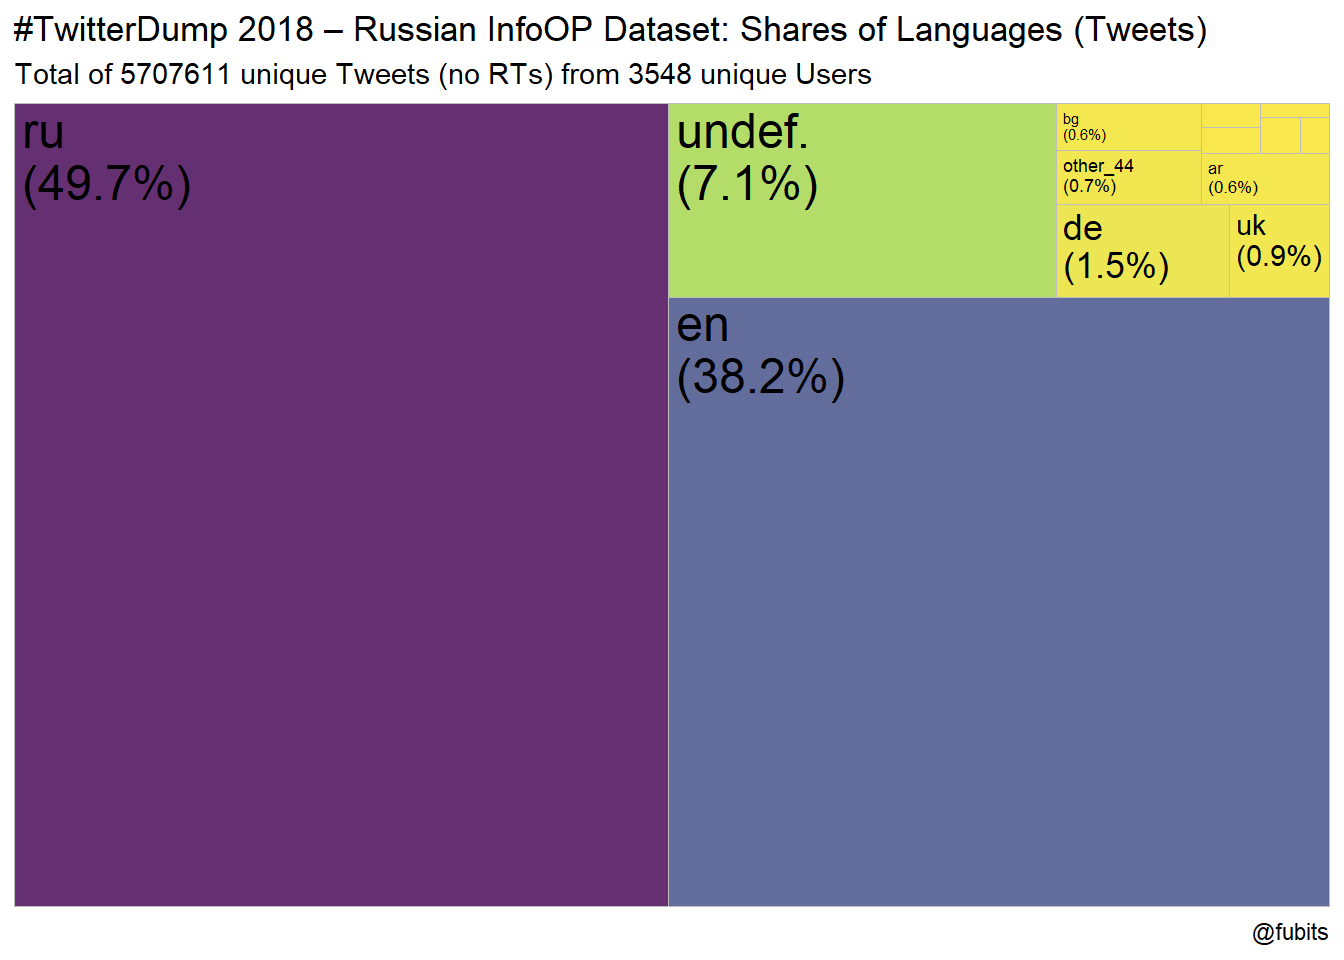 #TwitterDump 2018 – Russian InfoOP Dataset: Shares of Languages (Tweets)
Total of 5707611 unique Tweets (no RTs) from 3548 unique Users
ru
(49.7%)
undef.
(7.1%)
bg
(0.6%)
other_44
(0.7%)
ar
(0.6%)
de
(1.5%)
uk
(0.9%)
en
(38.2%)
@fubits